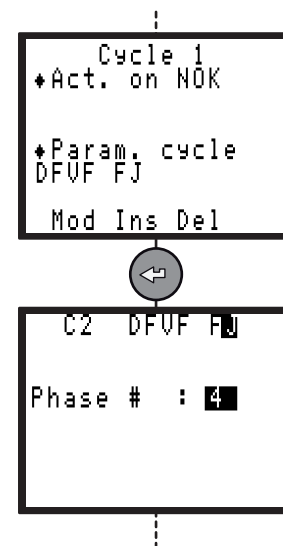 Cycle 1
♦Act. on NOK
♦Param. cycle
DFVF FJ
Mod Ins Del
C2 DFVF FJ
Phase # : 4